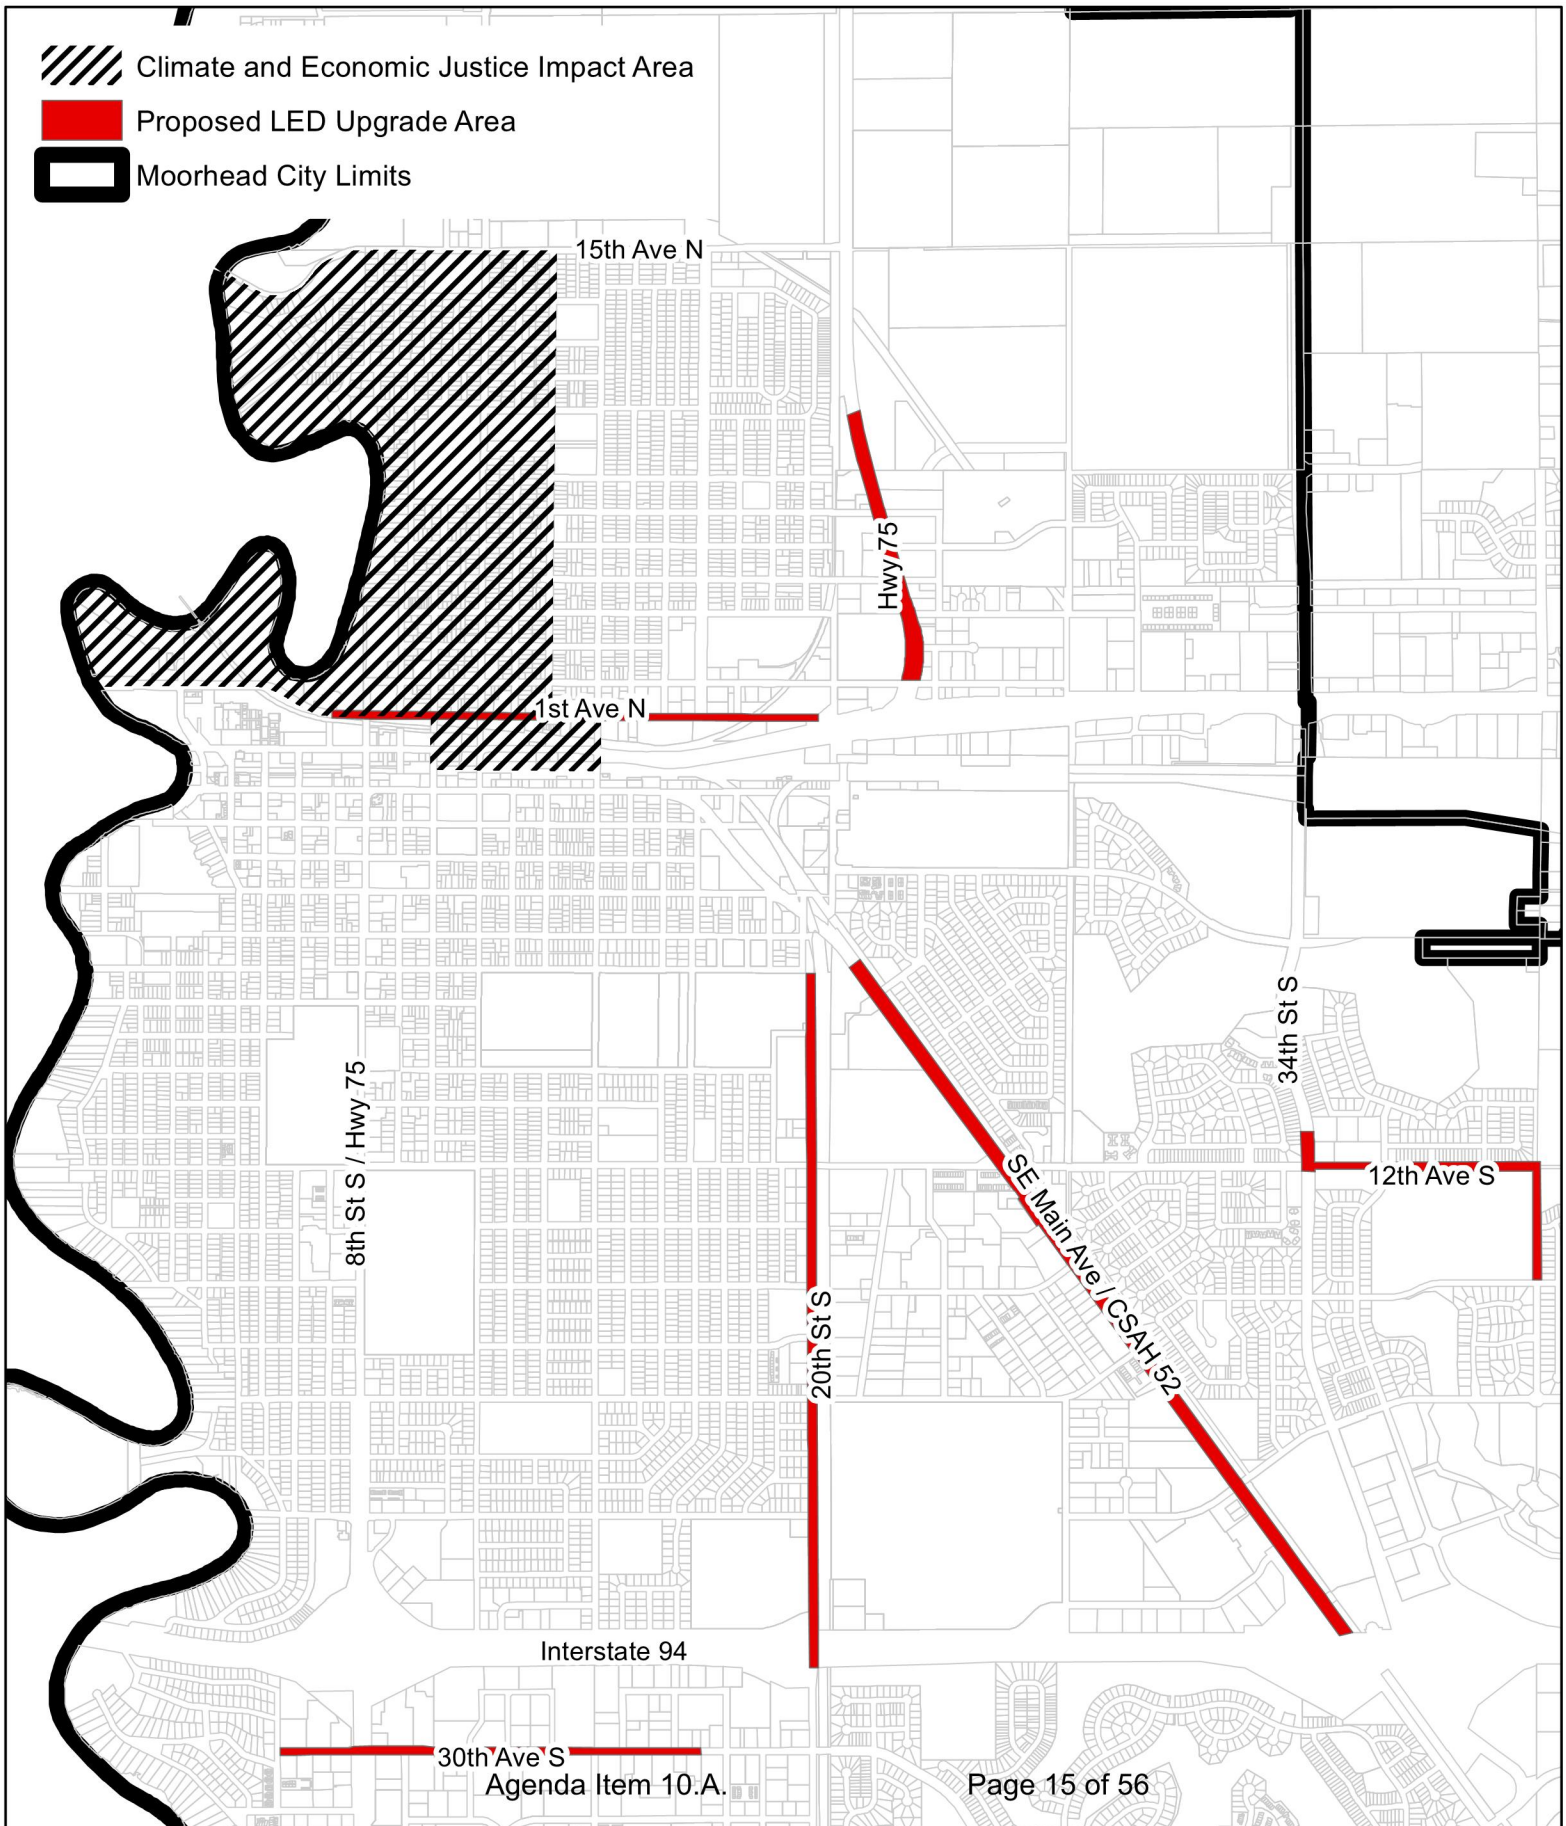 Climate and Economic Justice Impact Area
Proposed LED Upgrade Area
Moorhead City Limits
15th Ave N
Hwy 75
1st Ave N
34th St S
8th St S / Hwy 75
SE Main Ave / CSAH 52
12th Ave S
20th St S
Interstate 94
30th Ave S
Agenda Item 10.A.
Page 15 of 56